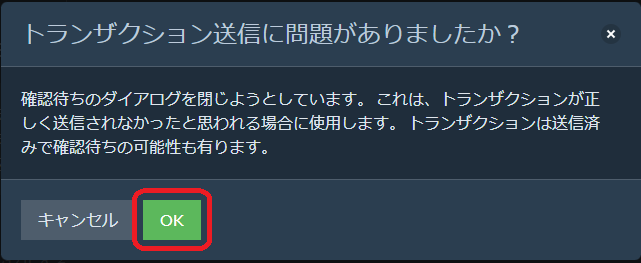 トランザクション送信に問題がありましたか？
確認待ちのダイアログを閉じようとしています。 これは、トランザクションが正
しく送信されなかったと思われる場合に使用します。 トランザクションは送信済
みで確認待ちの可能性も有ります。
キャンセル OK